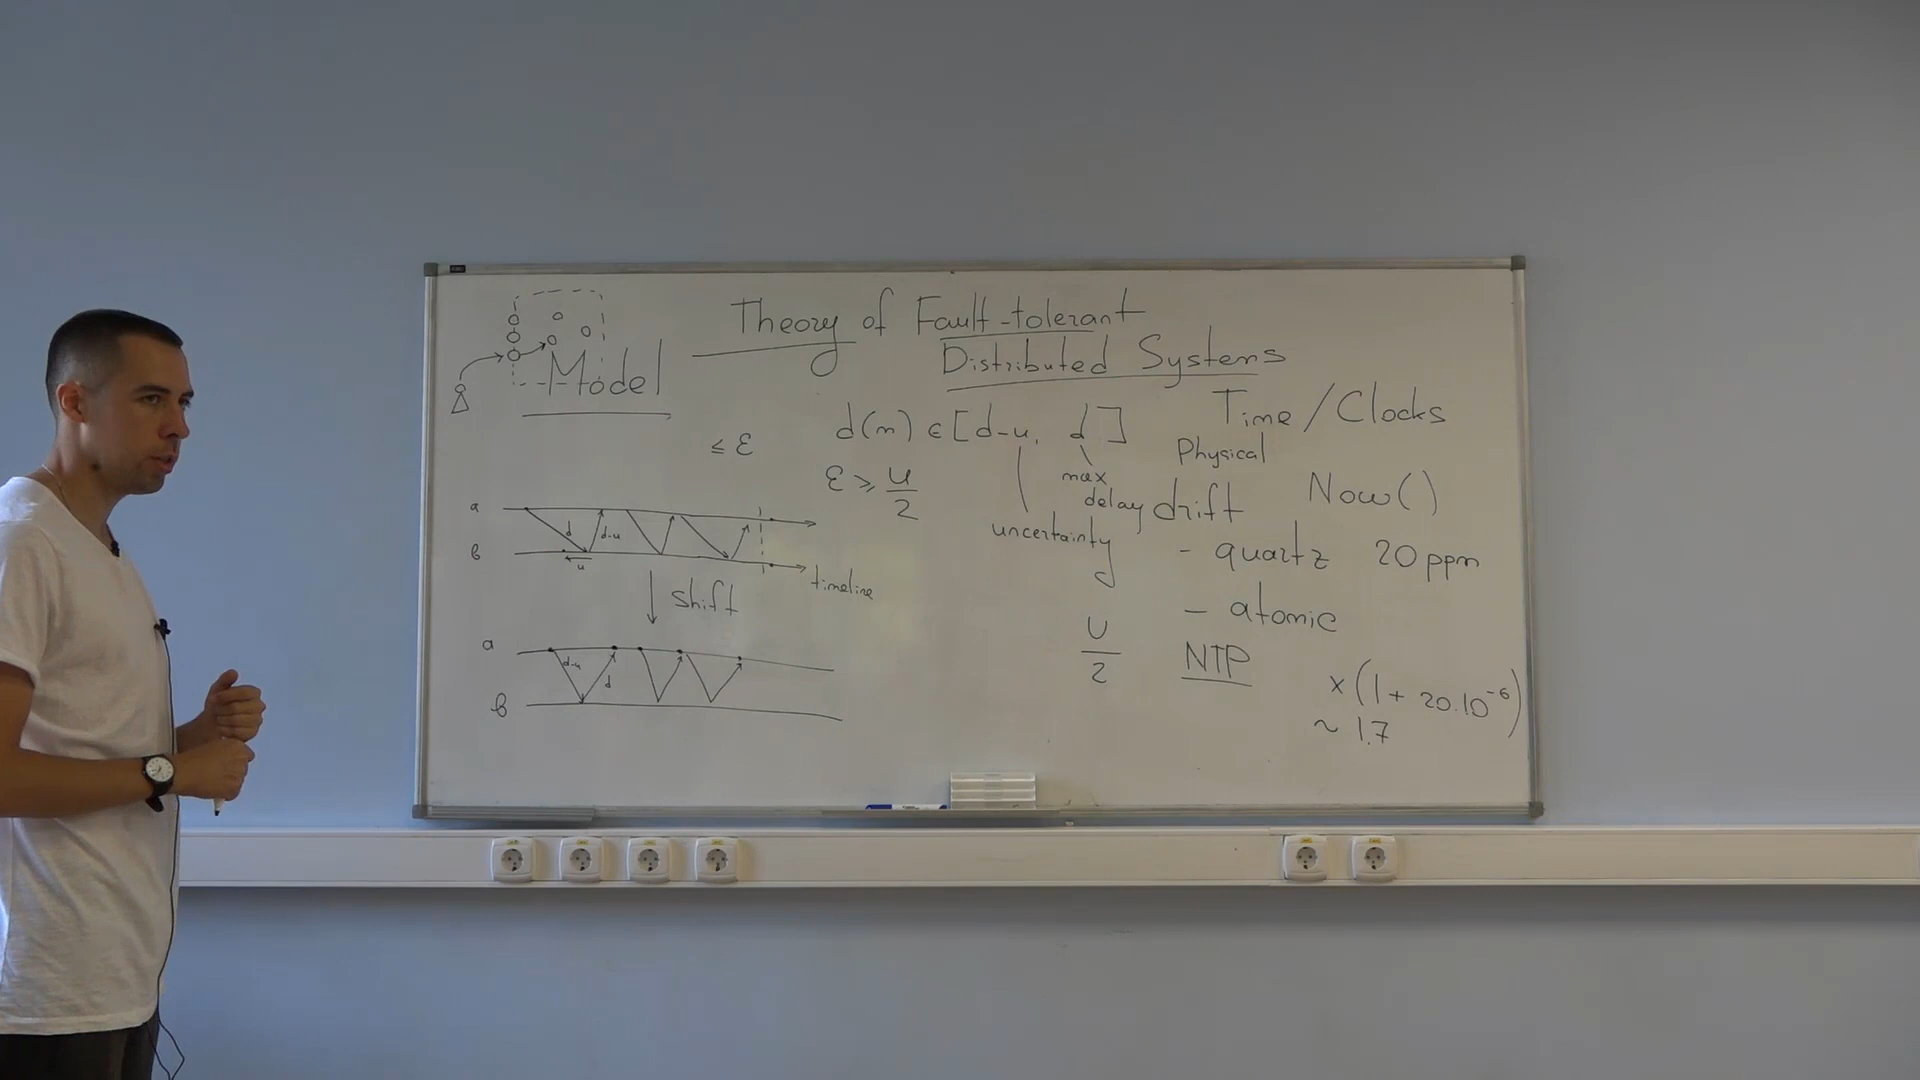 Theory of Fault-tolerant
Distributed Systems
Model
≤ ε
d(m) ∈ [d-u, d]
max
delay
uncertainty
ε ⩾ u/2
a
b
d
d-u
u
timeline
shift
a
b
d-u
d
Time / Clocks
Physical
Now()
drift
- quartz 20 ppm
- atomic
U/2
NTP
x(1 + 20.10⁻⁶)
~ 1.7